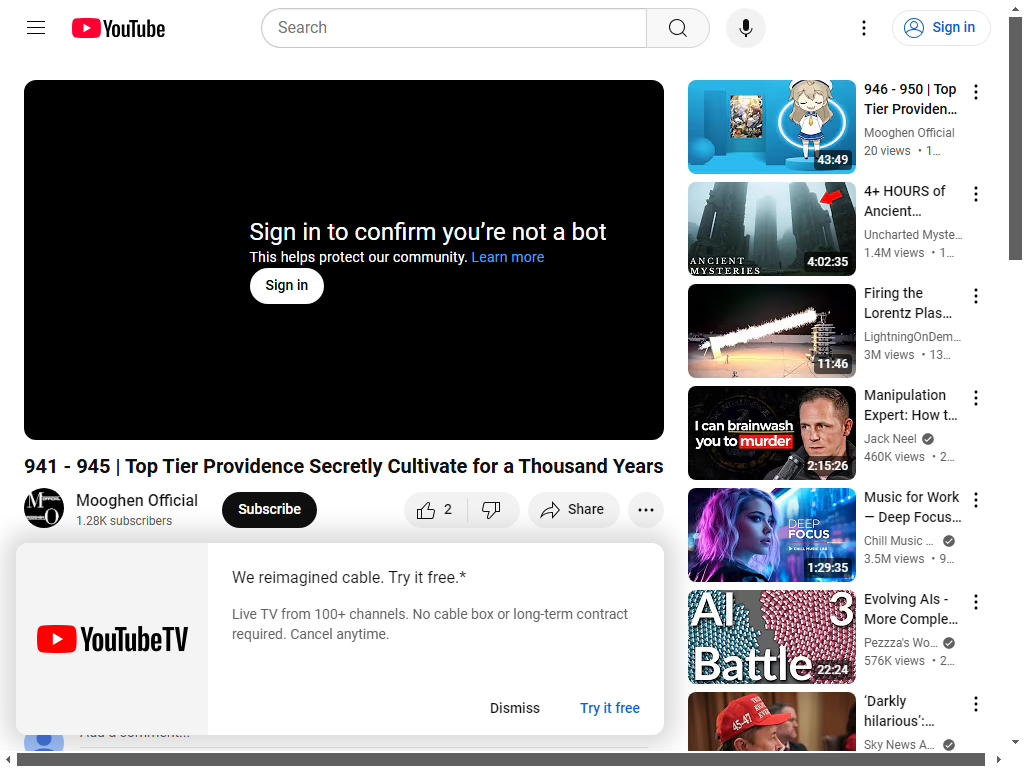 YouTube
Search
Sign in
Sign in to confirm you're not a bot
This helps protect our community. Learn more
Sign in
941 - 945 | Top Tier Providence Secretly Cultivate for a Thousand Years
Mooghen Official
1.28K subscribers
Subscribe
2
Share
We reimagined cable. Try it free.*
Live TV from 100+ channels. No cable box or long-term contract
required. Cancel anytime.
YouTubeTV
Dismiss
Try it free
Add a comment...
43:49
946 - 950 | Top
Tier Providen...
Mooghen Official
20 views • 1...
ANCIENT
MYSTERIES
4:02:35
4+ HOURS of
Ancient...
Uncharted Myste...
1.4M views • 1...
11:46
Firing the
Lorentz Plas...
LightningOnDem...
3M views • 13...
I can brainwash
you to murder
2:15:26
Manipulation
Expert: How t...
Jack Neel
460K views • 2...
DEEP
FOCUS
CHILL MUSIC LAB
1:29:35
Music for Work
— Deep Focus...
Chill Music ...
3.5M views • 9...
AI 3
Battle
22:24
Evolving AIs -
More Comple...
Pezzza's Wo...
576K views • 2...
45-47
'Darkly
hilarious':...
Sky News A...